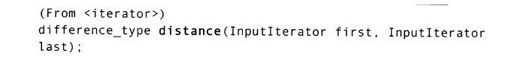 (From <iterator>)
difference_type distance(InputIterator first, InputIterator
last);